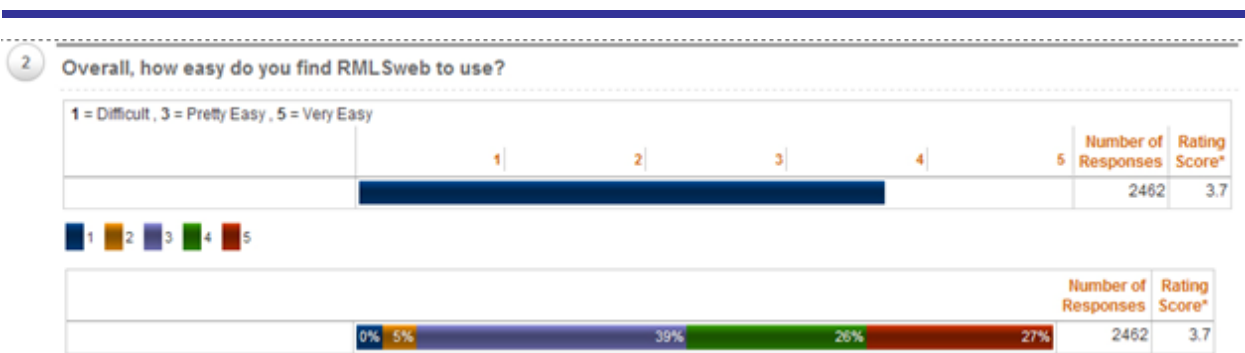 2
Overall, how easy do you find RMLSweb to use?
1 = Difficult , 3 = Pretty Easy , 5 = Very Easy
1 2 3 4 5 Number of Responses Rating Score*
2462 3.7
1 2 3 4 5
Number of Responses Rating Score*
0% 5% 39% 26% 27% 2462 3.7